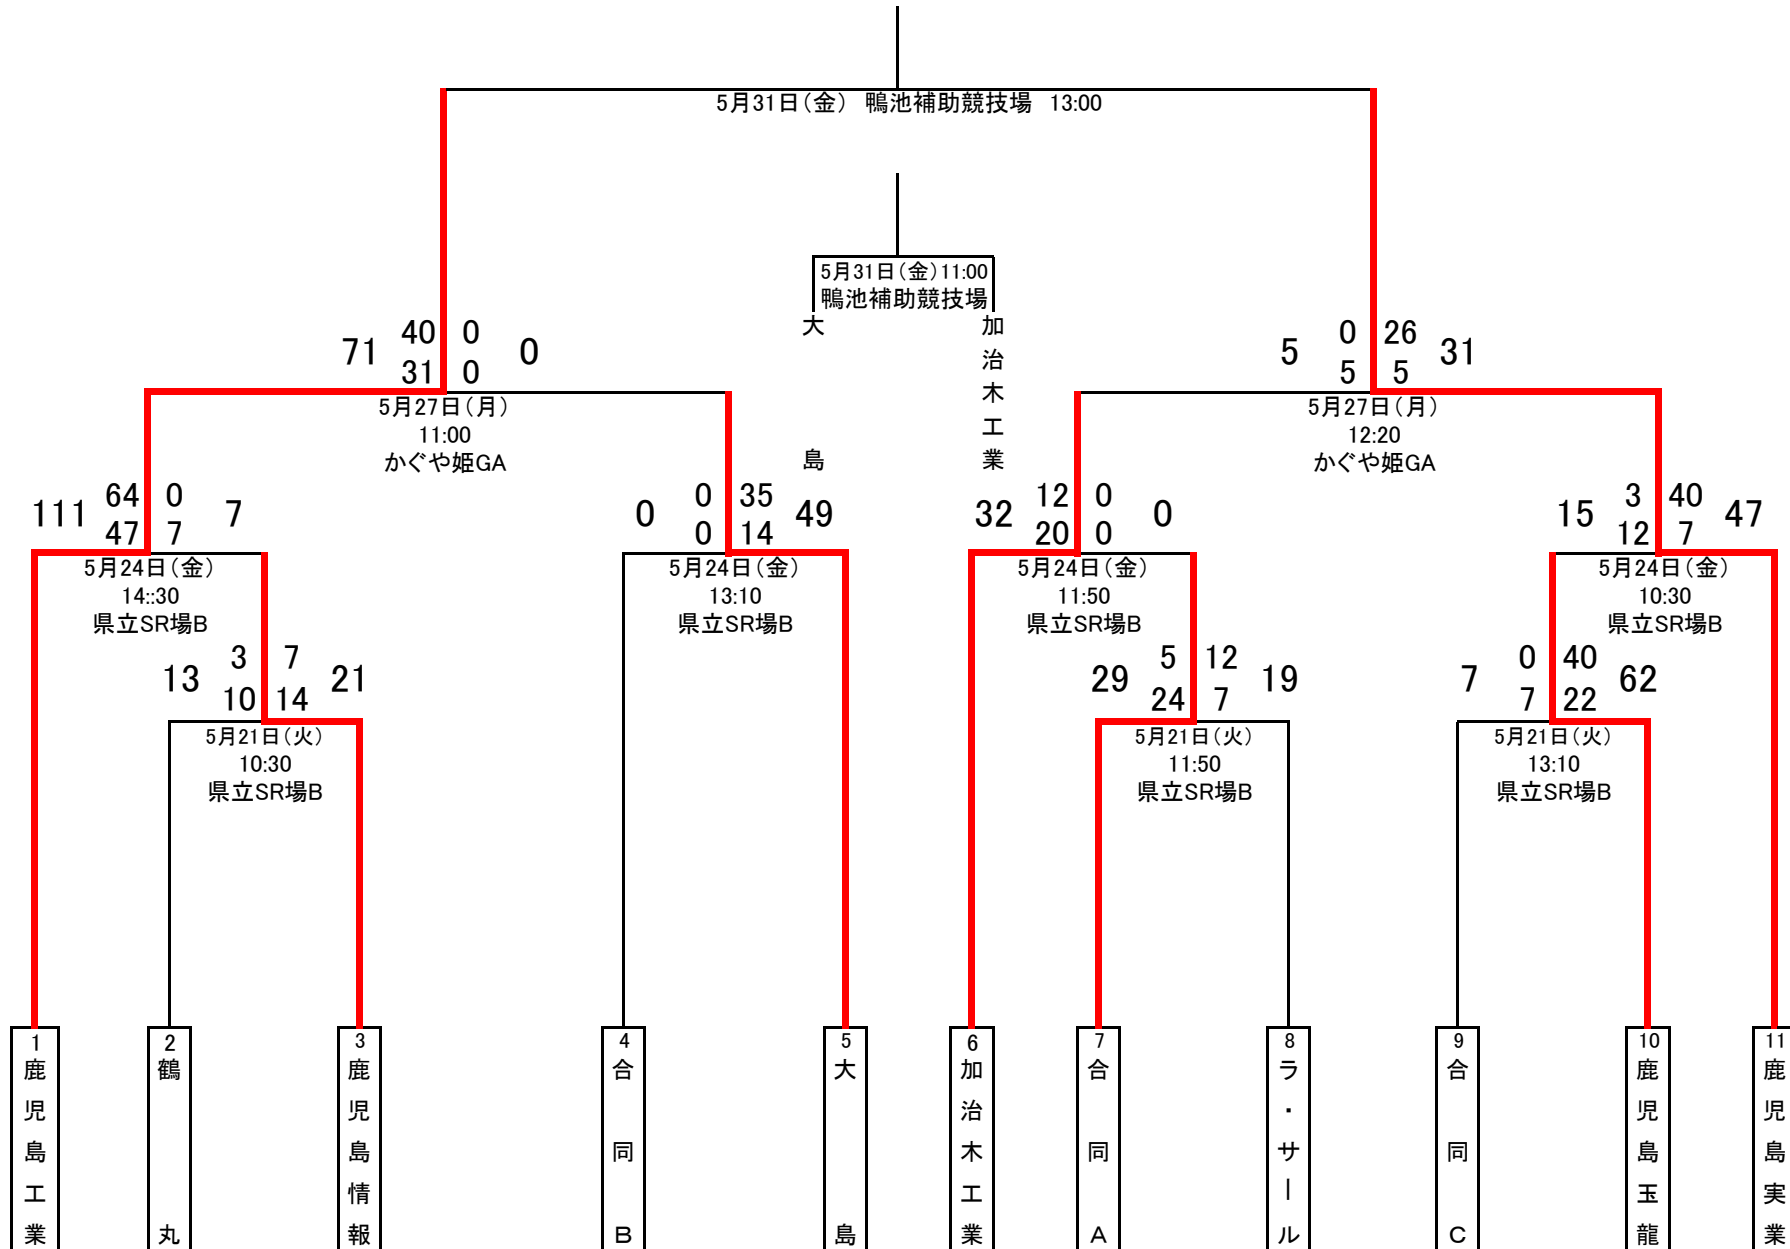 5月31日（金） 鴨池補助競技場 13:00
5月31日（金）11:00
鴨池補助競技場
大島
加治木工業
71 40 0 0
31 0
5月27日（月）
11:00
かぐや姫GA
5 0 26 31
5 5
5月27日（月）
12:20
かぐや姫GA
111 64 0 7
47 7
5月24日（金）
14::30
県立SR場B
0 0 35 49
0 14
5月24日（金）
13:10
県立SR場B
32 12 0 0
20 0
5月24日（金）
11:50
県立SR場B
15 3 40 47
12 7
5月24日（金）
10:30
県立SR場B
13 3 7 21
10 14
5月21日（火）
10:30
県立SR場B
29 5 12 19
24 7
5月21日（火）
11:50
県立SR場B
7 0 40 62
7 22
5月21日（火）
13:10
県立SR場B
1 鹿児島工業
2 鶴丸
3 鹿児島情報
4 合同B
5 大島
6 加治木工業
7 合同A
8 ラ・サール
9 合同C
10 鹿児島玉龍
11 鹿児島実業